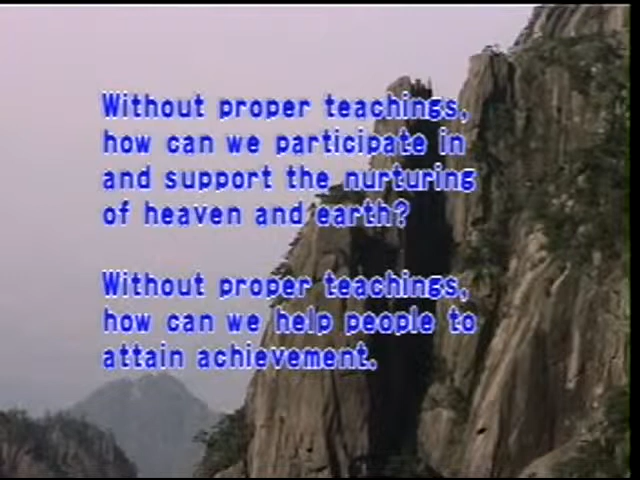 Without proper teachings,
how can we participate in
and support the nurturing
of heaven and earth?
Without proper teachings,
how can we help people to
attain achievement.